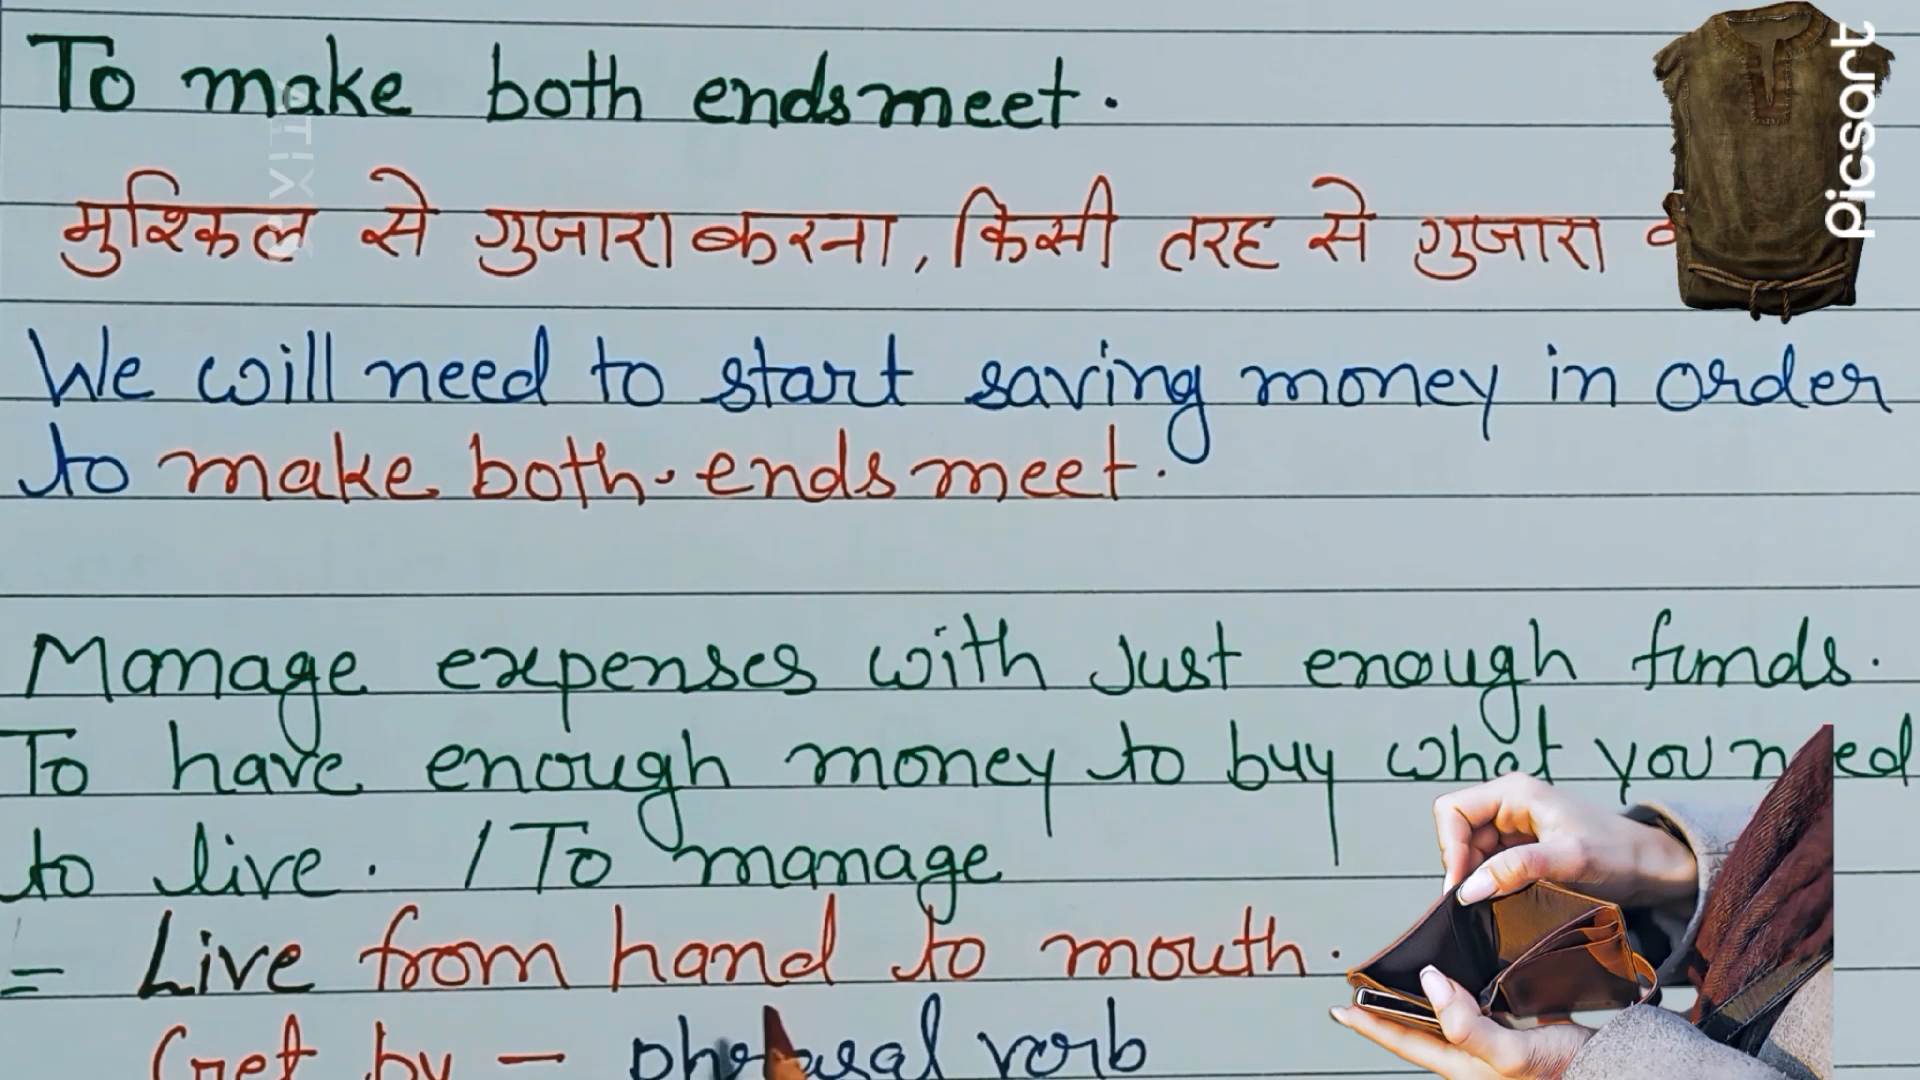 To make both ends meet.
मुश्किल से गुजारा करना, किसी तरह से गुजारा
We will need to start saving money in order
to make both ends meet.
Manage expenses with Just enough funds.
To have enough money to buy what you need
to live. / To manage
= Live from hand to mouth.
Get by – phrasal verb
picsart